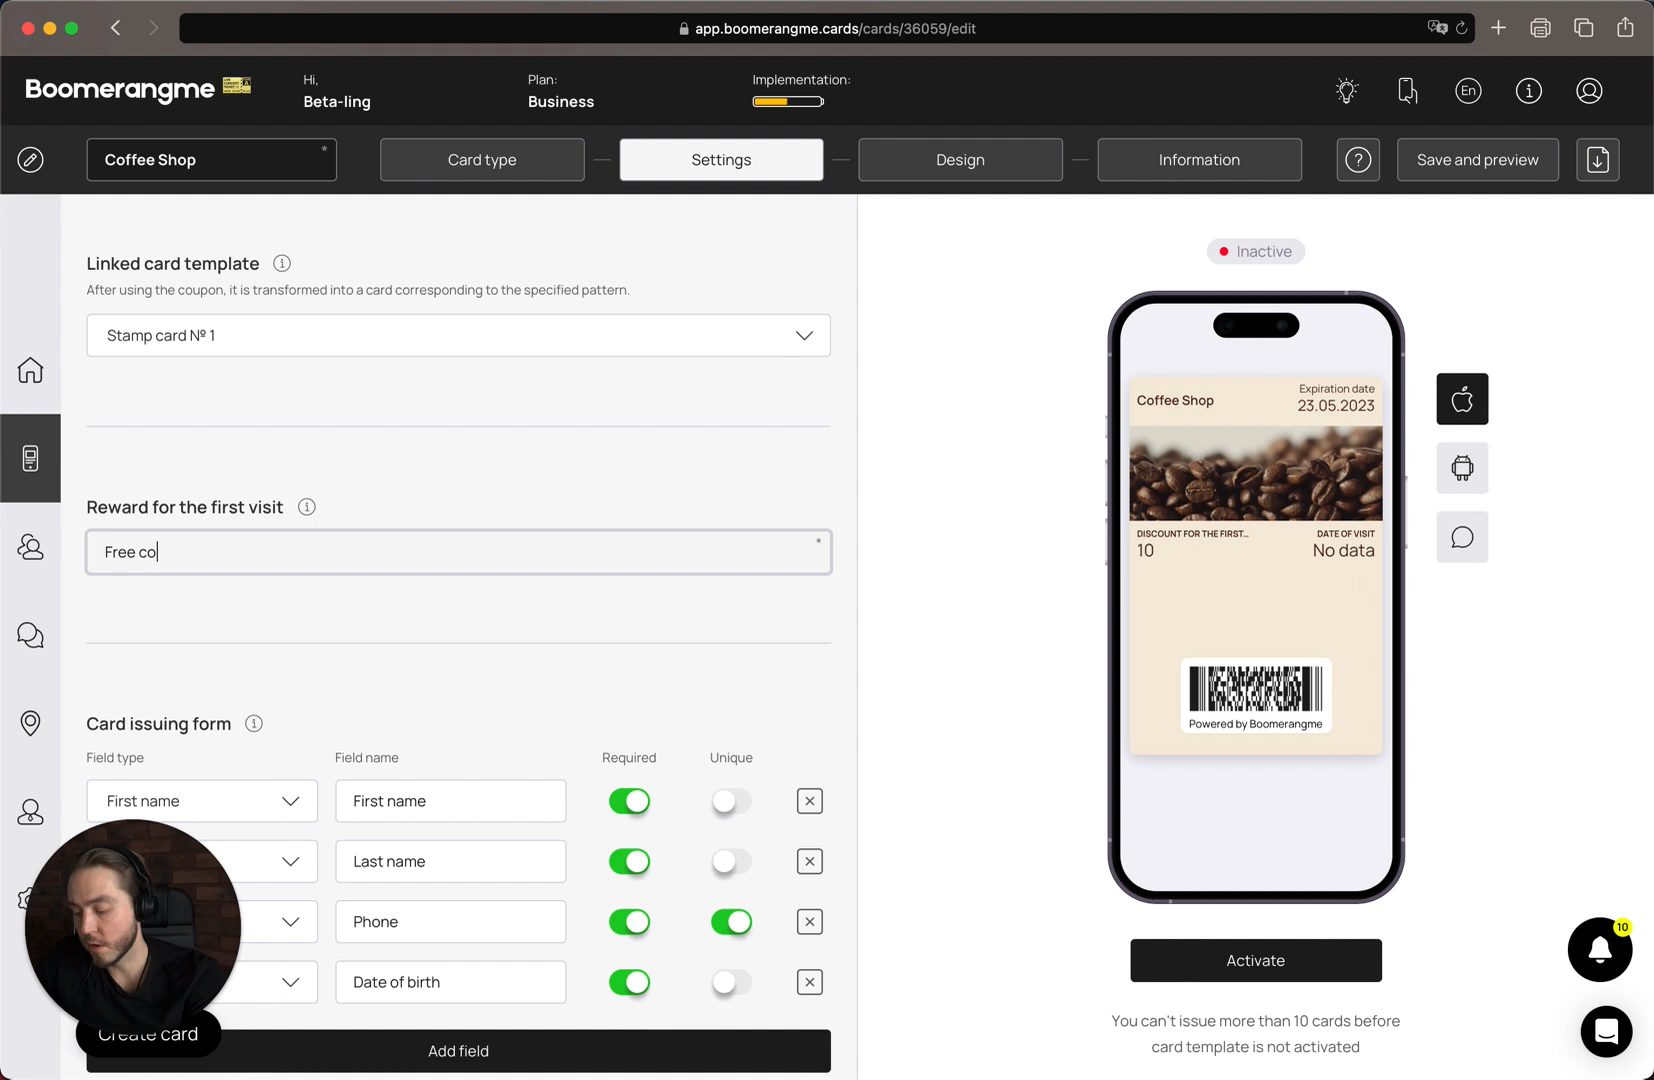 app.boomerangme.cards/cards/36059/edit
Boomerangme
Hi,
Beta-ling
Plan:
Business
Implementation:
En
Coffee Shop *
Card type
Settings
Design
Information
?
Save and preview
Linked card template
After using the coupon, it is transformed into a card corresponding to the specified pattern.
Stamp card № 1
Reward for the first visit
Free co *
Card issuing form
Field type
Field name
Required
Unique
First name
First name
Last name
Phone
Date of birth
Create card
Add field
Inactive
Coffee Shop
Expiration date
23.05.2023
DISCOUNT FOR THE FIRST...
DATE OF VISIT
10
No data
Powered by Boomerangme
Activate
You can't issue more than 10 cards before
card template is not activated
10